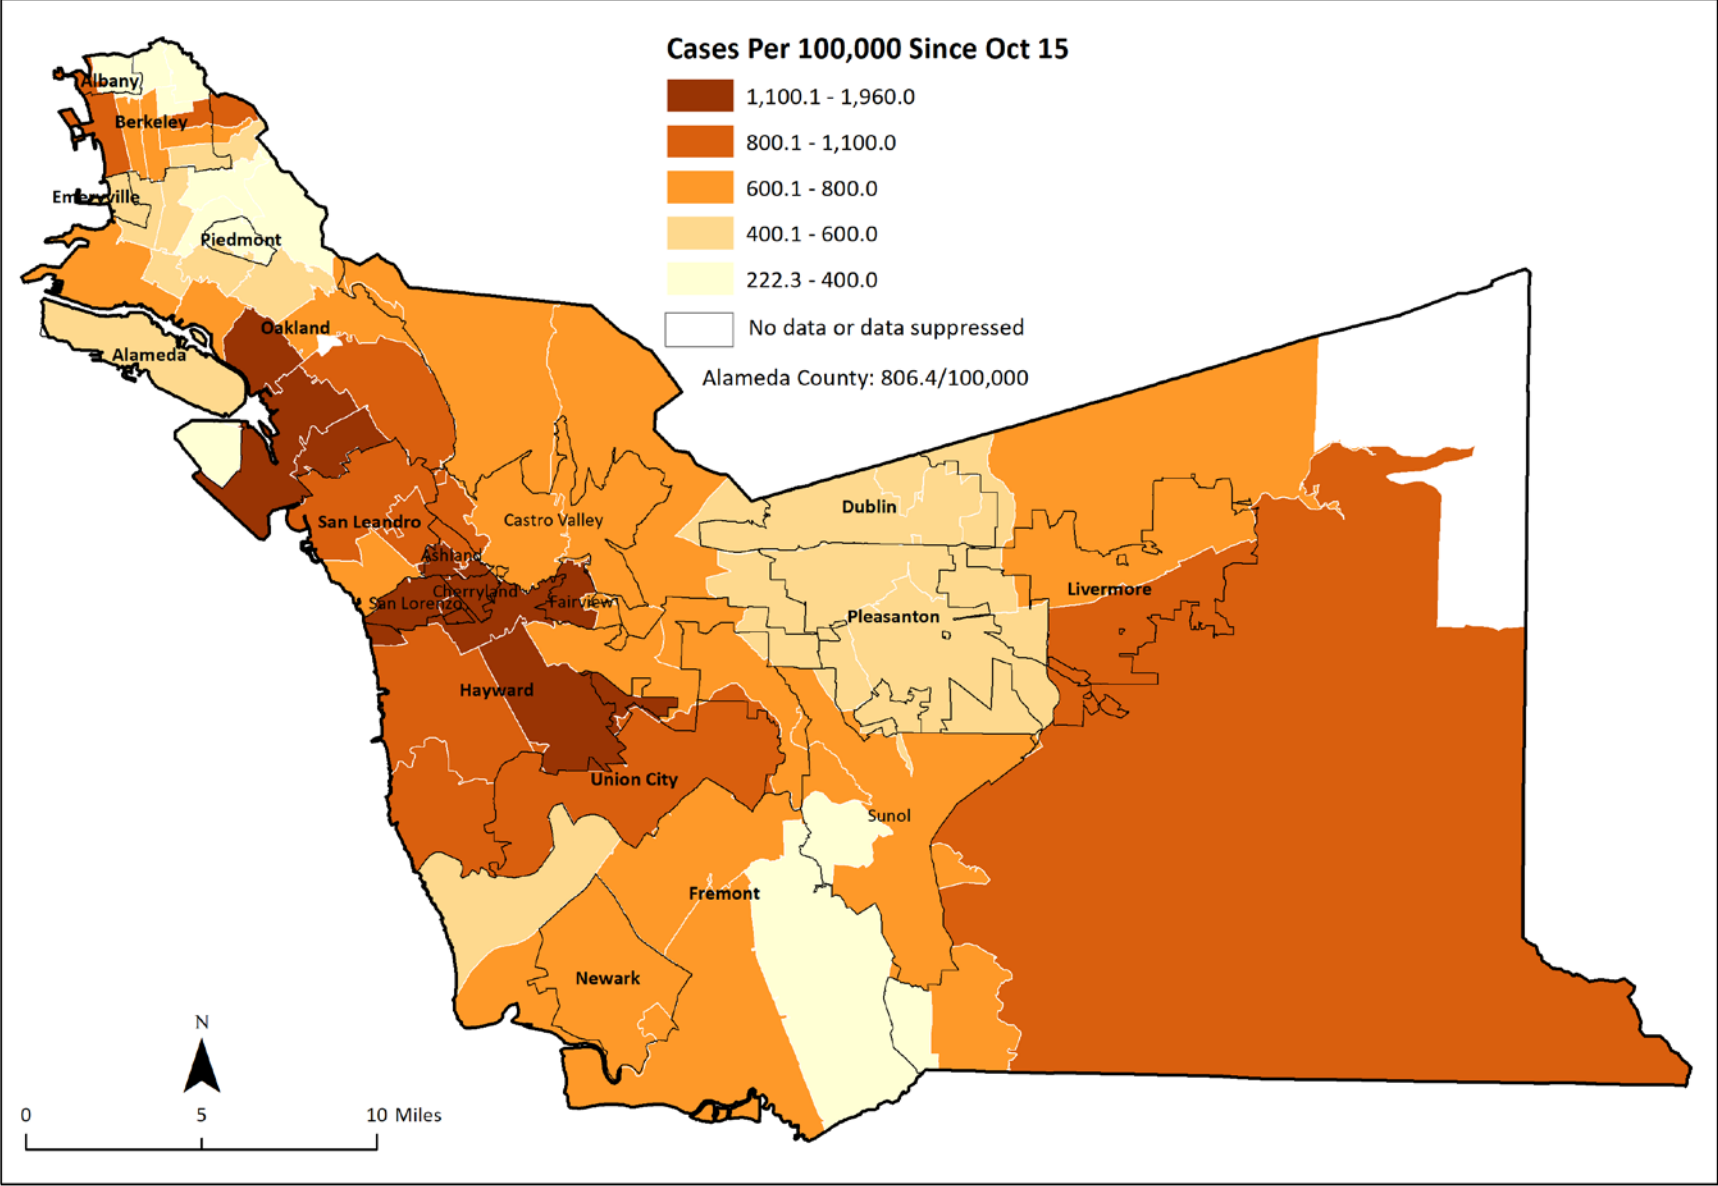 Cases Per 100,000 Since Oct 15
1,100.1 - 1,960.0
800.1 - 1,100.0
600.1 - 800.0
400.1 - 600.0
222.3 - 400.0
No data or data suppressed
Alameda County: 806.4/100,000
Albany
Berkeley
Emeryville
Piedmont
Oakland
Alameda
San Leandro
Castro Valley
Dublin
Ashland
Cherryland
San Lorenzo
Fairview
Livermore
Pleasanton
Hayward
Union City
Sunol
Fremont
Newark
N
0 5 10 Miles